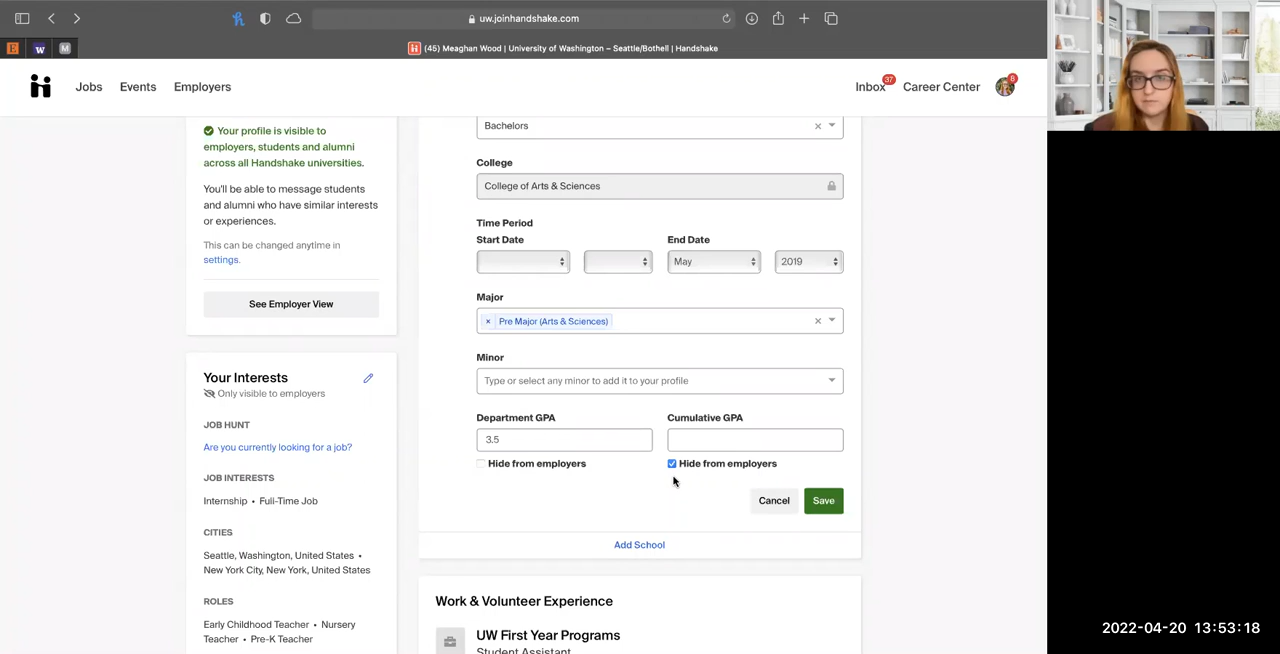 uw.joinhandshake.com
E
W
M
(45) Meaghan Wood | University of Washington – Seattle/Bothell | Handshake
Jobs
Events
Employers
Inbox
37
Career Center
8
Your profile is visible to
employers, students and alumni
across all Handshake universities.
You'll be able to message students
and alumni who have similar interests
or experiences.
This can be changed anytime in
settings.
See Employer View
Your Interests
Only visible to employers
JOB HUNT
Are you currently looking for a job?
JOB INTERESTS
Internship • Full-Time Job
CITIES
Seattle, Washington, United States •
New York City, New York, United States
ROLES
Early Childhood Teacher • Nursery
Teacher • Pre-K Teacher
Bachelors
College
College of Arts & Sciences
Time Period
Start Date
End Date
May
2019
Major
× Pre Major (Arts & Sciences)
Minor
Type or select any minor to add it to your profile
Department GPA
Cumulative GPA
3.5
Hide from employers
Hide from employers
Cancel
Save
Add School
Work & Volunteer Experience
UW First Year Programs
Student Assistant
2022-04-20 13:53:18